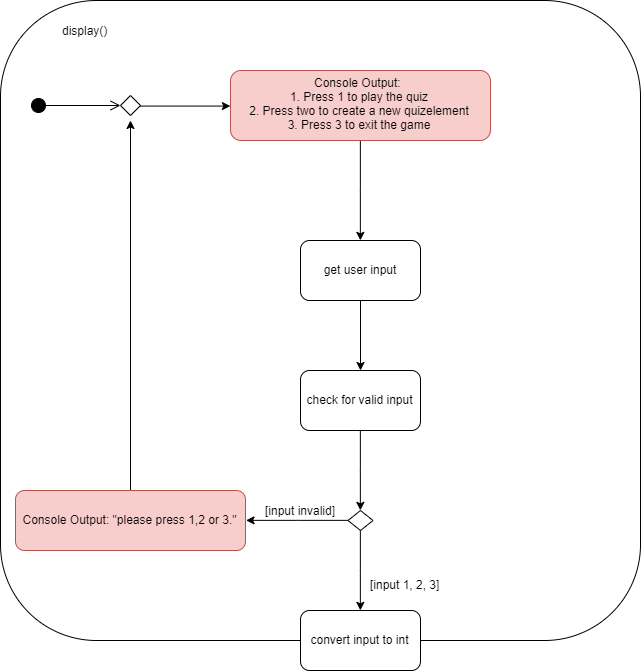 display()
Console Output:
1. Press 1 to play the quiz
2. Press two to create a new quizelement
3. Press 3 to exit the game
get user input
check for valid input
[input invalid]
Console Output: "please press 1,2 or 3."
[input 1, 2, 3]
convert input to int